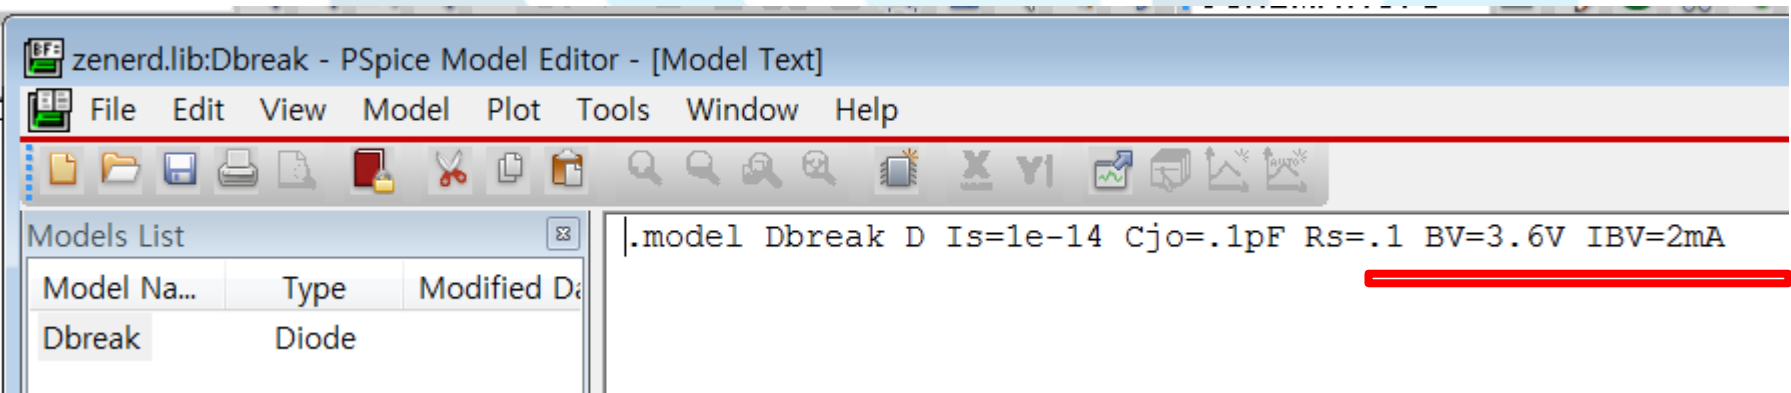 zenerd.lib:Dbreak - PSpice Model Editor - [Model Text]
File Edit View Model Plot Tools Window Help
Models List
.model Dbreak D Is=1e-14 Cjo=.1pF Rs=.1 BV=3.6V IBV=2mA
Model Na... Type Modified Da
Dbreak Diode